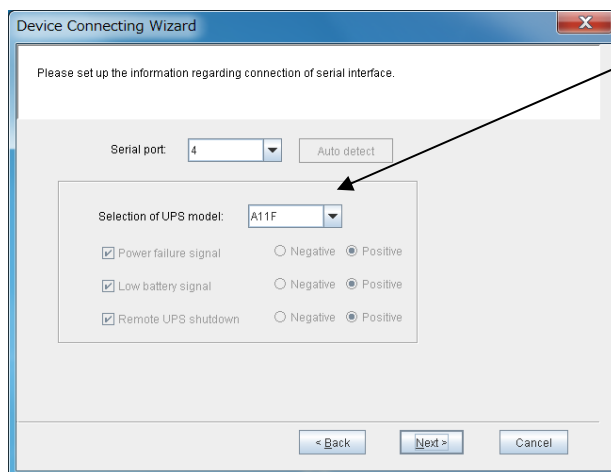 Device Connecting Wizard
Please set up the information regarding connection of serial interface.
Serial port: 4 Auto detect
Selection of UPS model: A11F
Power failure signal Negative Positive
Low battery signal Negative Positive
Remote UPS shutdown Negative Positive
< Back Next > Cancel